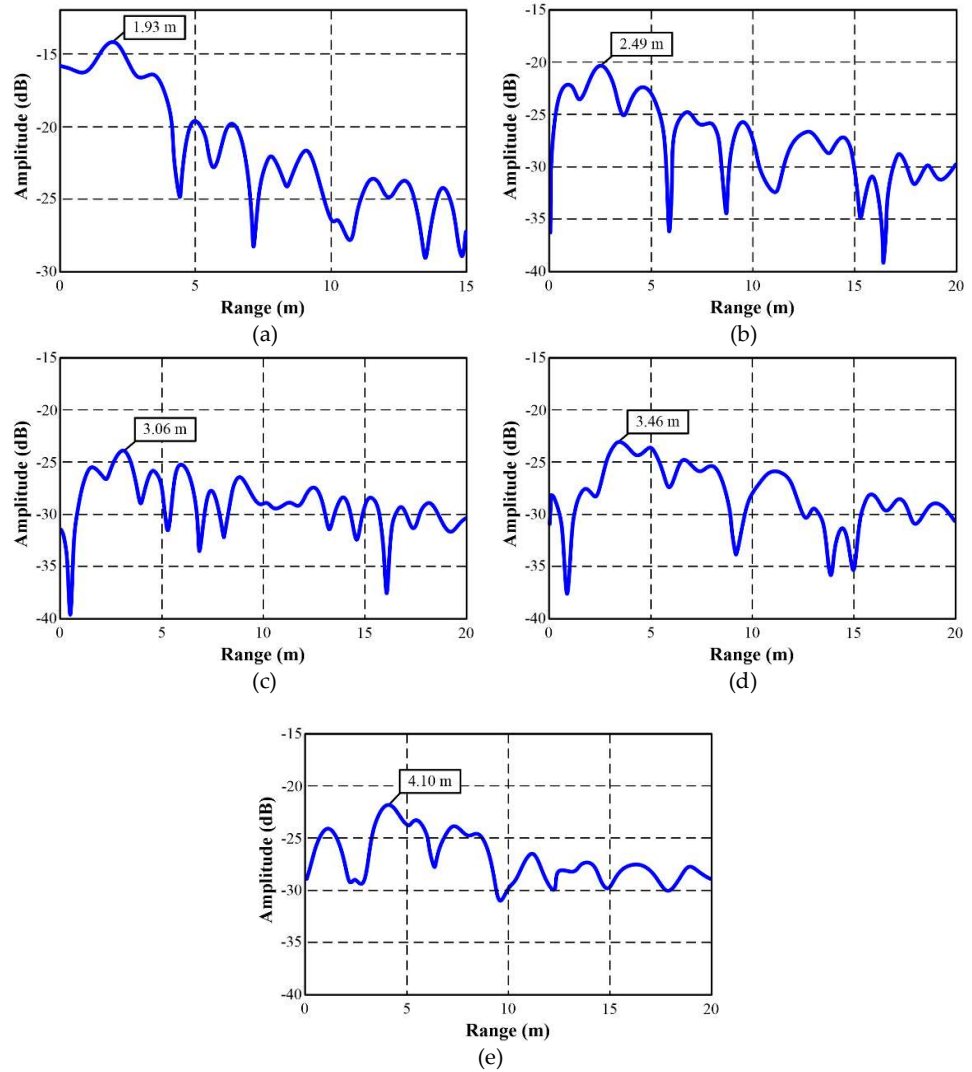 1.93 m
-15
-20
-25
-30
Amplitude (dB)
0 5 10 15
Range (m)
(a)
2.49 m
-15
-20
-25
-30
-35
-40
Amplitude (dB)
0 5 10 15 20
Range (m)
(b)
3.06 m
-15
-20
-25
-30
-35
-40
Amplitude (dB)
0 5 10 15 20
Range (m)
(c)
3.46 m
-15
-20
-25
-30
-35
-40
Amplitude (dB)
0 5 10 15 20
Range (m)
(d)
4.10 m
-15
-20
-25
-30
-35
-40
Amplitude (dB)
0 5 10 15 20
Range (m)
(e)